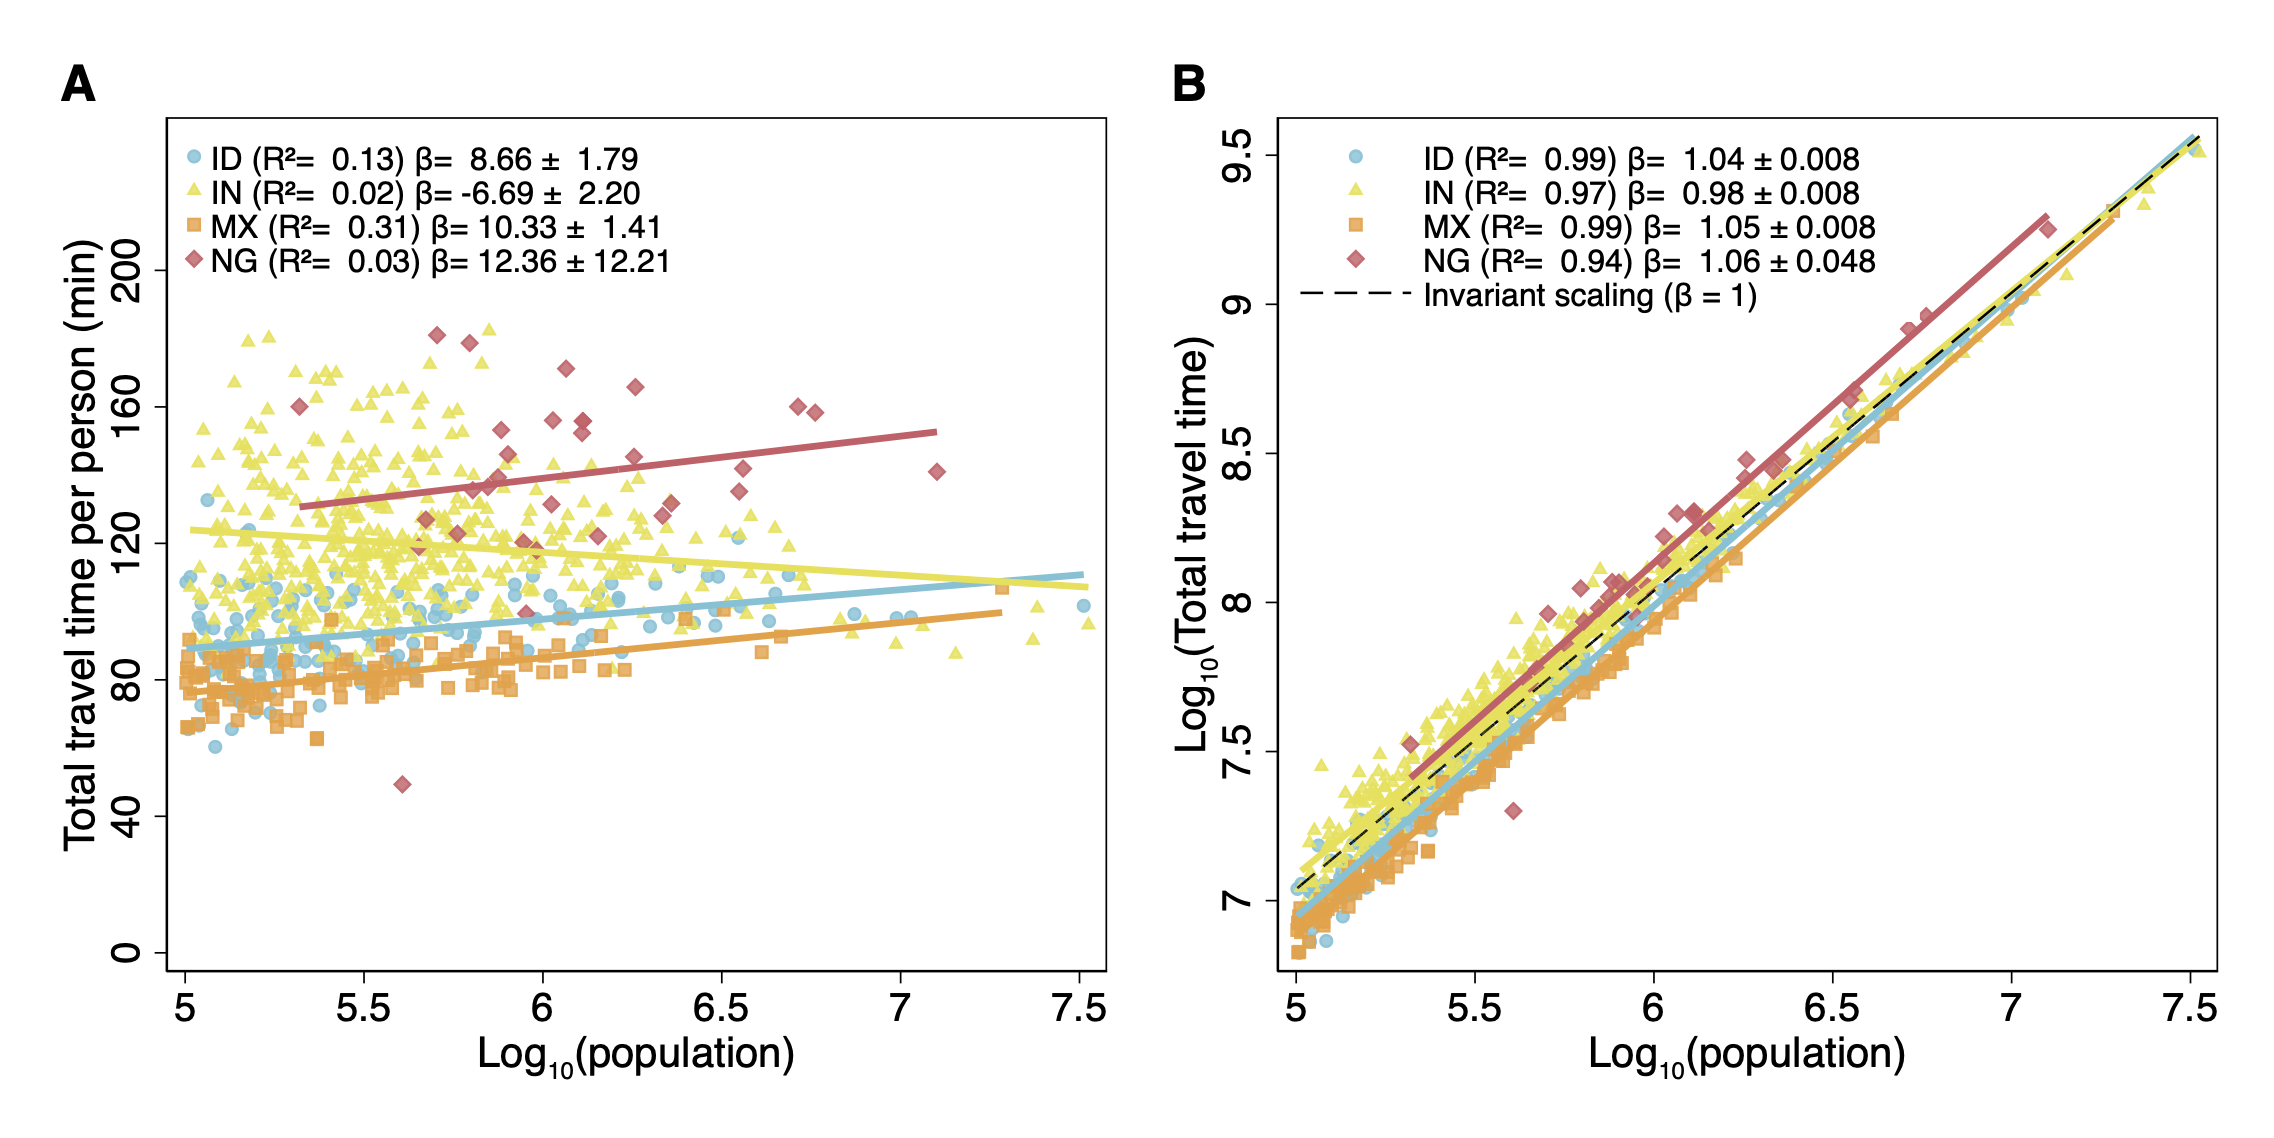 A
ID (R²= 0.13) β= 8.66 ± 1.79
IN (R²= 0.02) β= -6.69 ± 2.20
MX (R²= 0.31) β= 10.33 ± 1.41
NG (R²= 0.03) β= 12.36 ± 12.21
Total travel time per person (min)
200
160
120
80
40
0
5 5.5 6 6.5 7 7.5
Log₁₀(population)
B
ID (R²= 0.99) β= 1.04 ± 0.008
IN (R²= 0.97) β= 0.98 ± 0.008
MX (R²= 0.99) β= 1.05 ± 0.008
NG (R²= 0.94) β= 1.06 ± 0.048
Invariant scaling (β = 1)
Log₁₀(Total travel time)
9.5
9
8.5
8
7.5
7
5 5.5 6 6.5 7 7.5
Log₁₀(population)